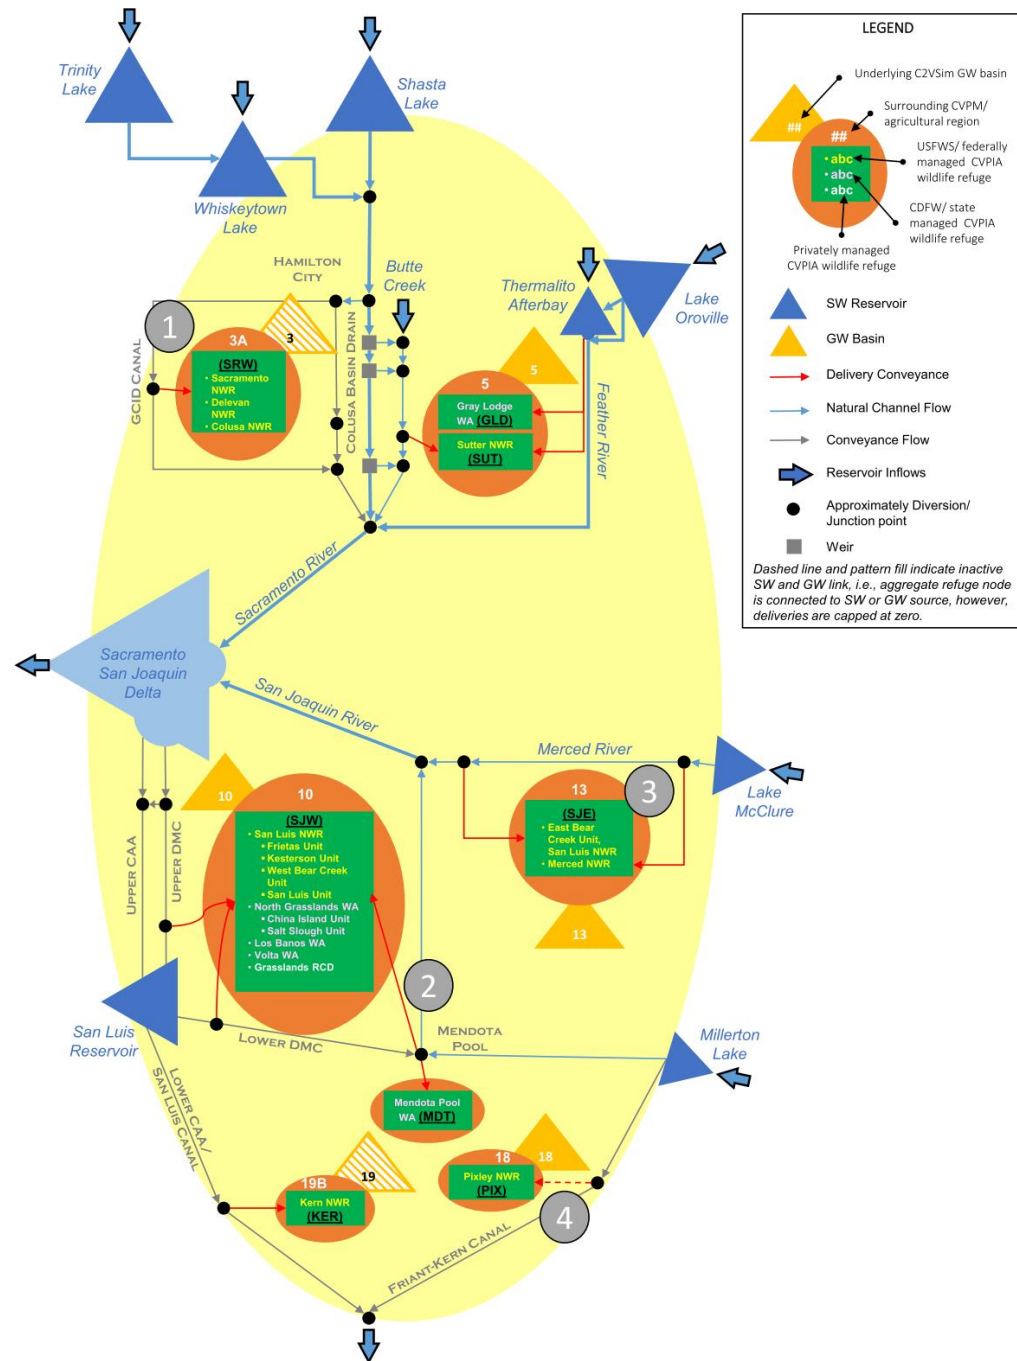 Trinity
Lake
Shasta
Lake
Whiskeytown
Lake
Hamilton
City
Butte
Creek
Thermalito
Afterbay
Lake
Oroville
1
GCID Canal
3A
3
(SRW)
• Sacramento
NWR
• Delevan
NWR
• Colusa NWR
Colusa Basin Drain
5
5
Gray Lodge
WA (GLD)
Sutter NWR
(SUT)
Feather River
Sacramento River
Sacramento
San Joaquin
Delta
San Joaquin River
Merced River
Lake
McClure
Upper CAA
Upper DMC
10
10
(SJW)
• San Luis NWR
▪ Frietas Unit
▪ Kesterson Unit
▪ West Bear Creek
Unit
▪ San Luis Unit
• North Grasslands WA
▪ China Island Unit
▪ Salt Slough Unit
• Los Banos WA
• Volta WA
• Grasslands RCD
3
13
(SJE)
• East Bear
Creek Unit,
San Luis NWR
• Merced NWR
13
2
San Luis
Reservoir
Lower DMC
Mendota
Pool
Millerton
Lake
Lower CAA/
San Luis Canal
Mendota Pool
WA (MDT)
19B
19
Kern NWR
(KER)
18
18
Pixley NWR
(PIX)
4
Friant-Kern Canal
LEGEND
##
##
• abc
• abc
• abc
Underlying C2VSim GW basin
Surrounding CVPM/
agricultural region
USFWS/ federally
managed CVPIA
wildlife refuge
CDFW/ state
managed CVPIA
wildlife refuge
Privately managed
CVPIA wildlife refuge
SW Reservoir
GW Basin
Delivery Conveyance
Natural Channel Flow
Conveyance Flow
Reservoir Inflows
Approximately Diversion/
Junction point
Weir
Dashed line and pattern fill indicate inactive
SW and GW link, i.e., aggregate refuge node
is connected to SW or GW source, however,
deliveries are capped at zero.